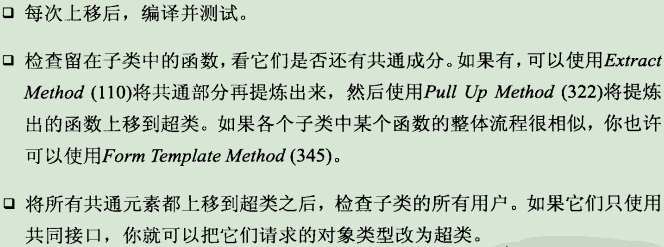 ❑ 每次上移后，编译并测试。
❑ 检查留在子类中的函数，看它们是否还有共通成分。如果有，可以使用Extract
Method (110)将共通部分再提炼出来，然后使用Pull Up Method (322)将提炼
出的函数上移到超类。如果各个子类中某个函数的整体流程很相似，你也许
可以使用Form Template Method (345)。
❑ 将所有共通元素都上移到超类之后，检查子类的所有用户。如果它们只使用
共同接口，你就可以把它们请求的对象类型改为超类。